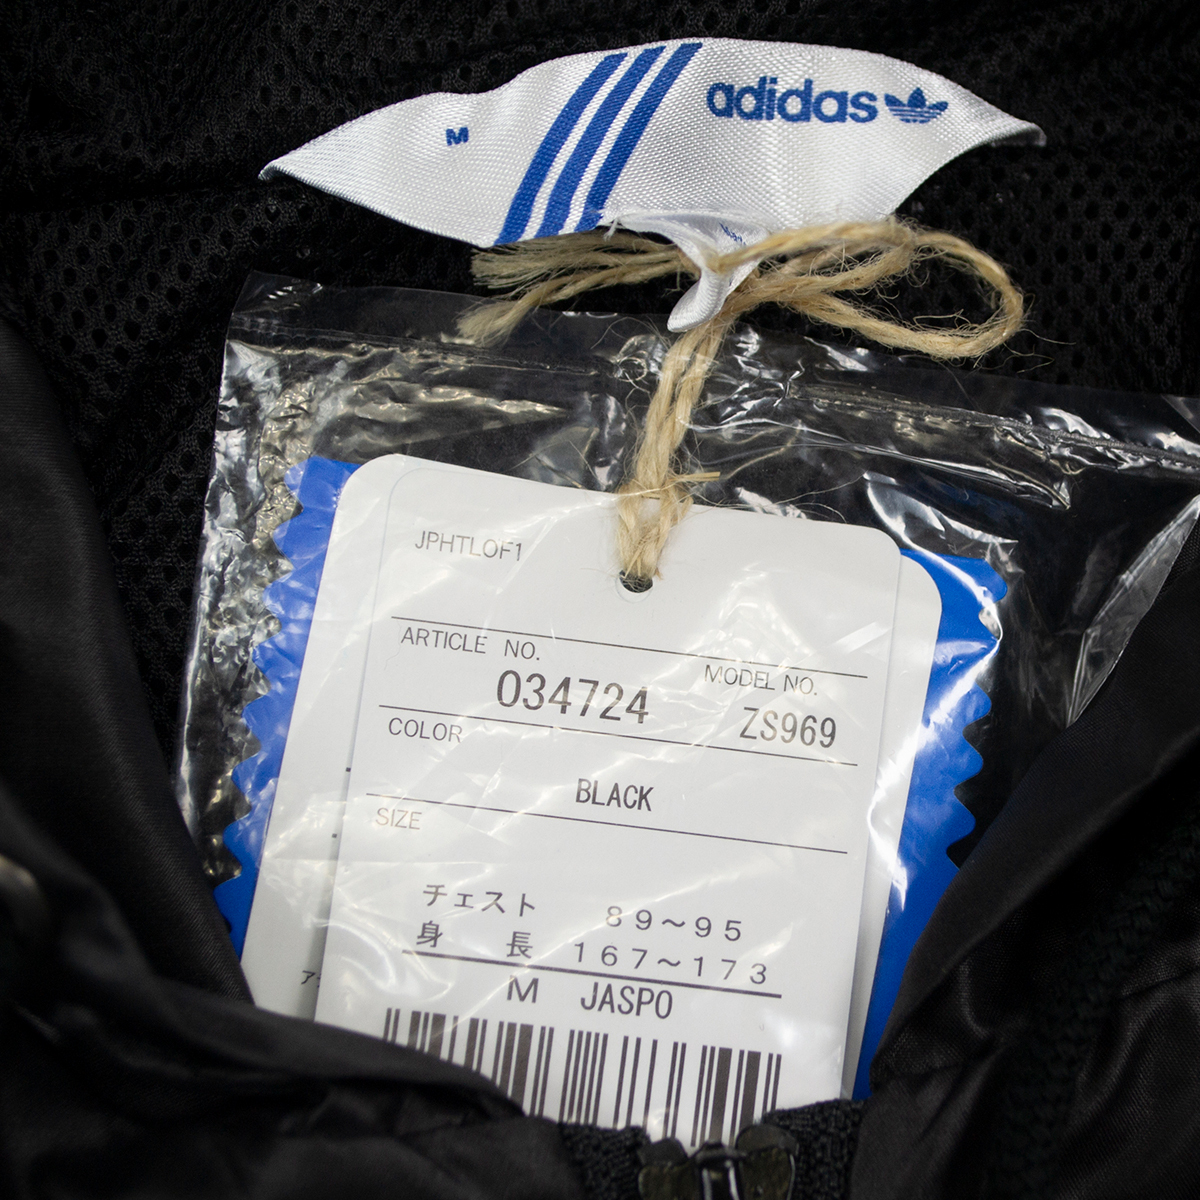 M adidas
JPHTLOF1
ARTICLE NO.
MODEL NO.
034724
ZS969
COLOR
BLACK
SIZE
チェスト 89～95
身 長 167～173
M JASPO
ア